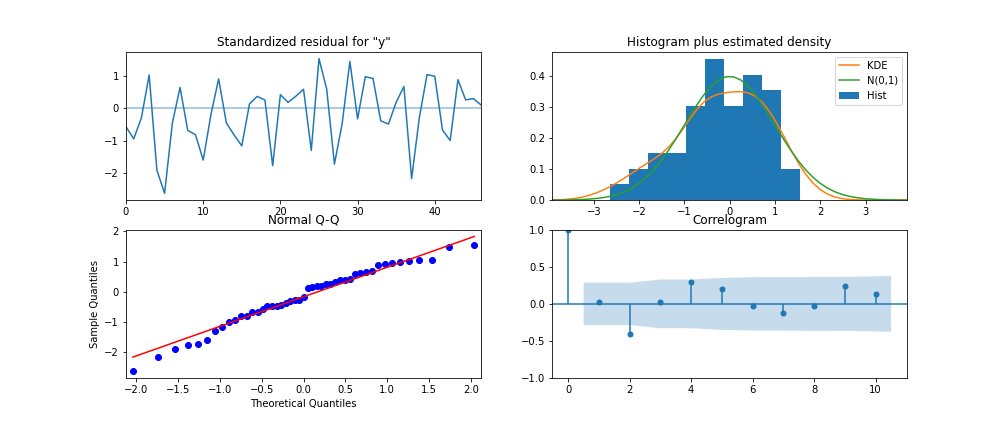 Standardized residual for "y"
1
0
−1
−2
0 10 20 30 40
Histogram plus estimated density
KDE
N(0,1)
Hist
0.4
0.3
0.2
0.1
0.0
−3 −2 −1 0 1 2 3
Normal Q-Q
Sample Quantiles
2
1
0
−1
−2
−2.0 −1.5 −1.0 −0.5 0.0 0.5 1.0 1.5 2.0
Theoretical Quantiles
Correlogram
1.0
0.5
0.0
−0.5
−1.0
0 2 4 6 8 10